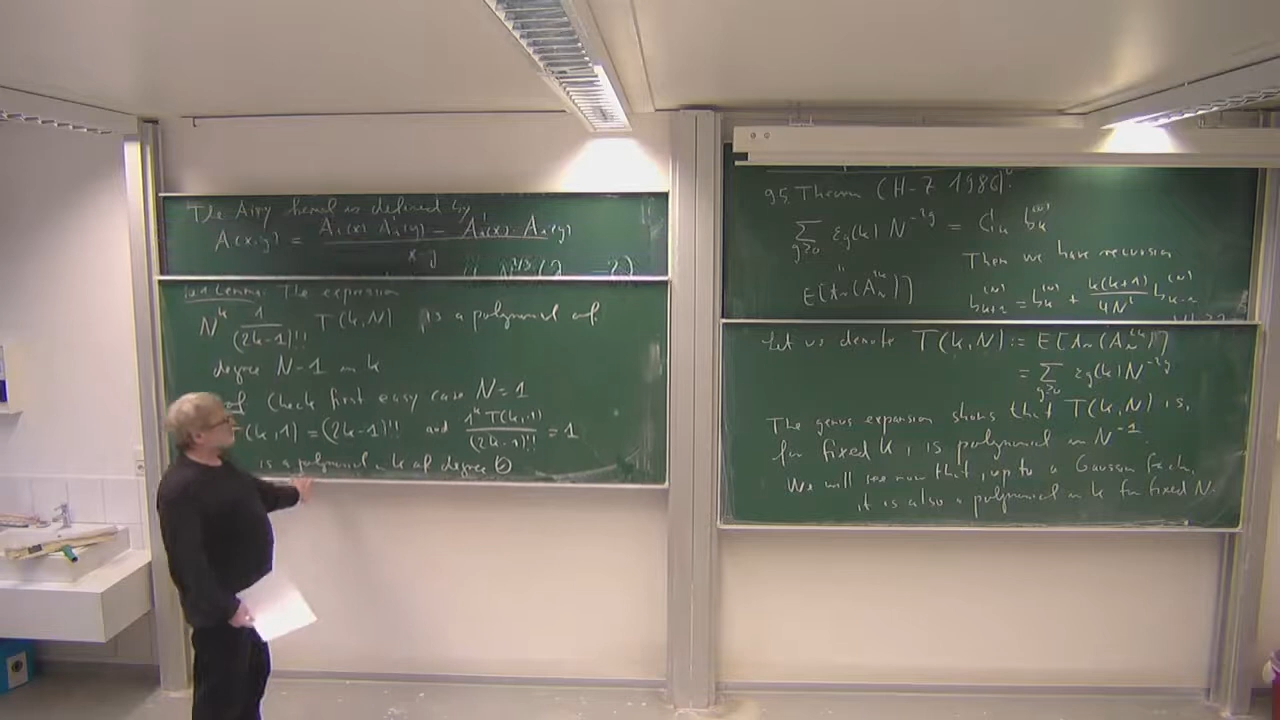 The Airy kernel is defined by
A(x,y) = Ai(x) Ai'(y) − Ai'(x) · Ai(y) / x−y
Lemma: The expression
N^k 1/(2k-1)!! T(k,N) is a polynomial of
degree N-1 in k
Check first easy case N=1
T(k,1) = (2k-1)!! and 1^k T(k,1)/(2k-1)!! = 1
is a polynomial in k of degree 0
9.5 Theorem (H-Z 1986):
∑_{g≥0} ε_g(k) N^{-2g} = C_k b_k^{(N)}
E[tr(A_N^{2k})]
Then we have recursion
b_{k+1}^{(N)} = b_k^{(N)} + k(k+1)/4N² b_{k-1}^{(N)}
Let us denote T(k,N) := E[tr(A_N^{2k})]
= ∑_{g≥0} ε_g(k) N^{-2g}
The genus expansion shows that T(k,N) is,
for fixed k, is polynomial in N^{-1}.
We will see now that, up to a Gaussian factor,
it is also a polynomial in k for fixed N.